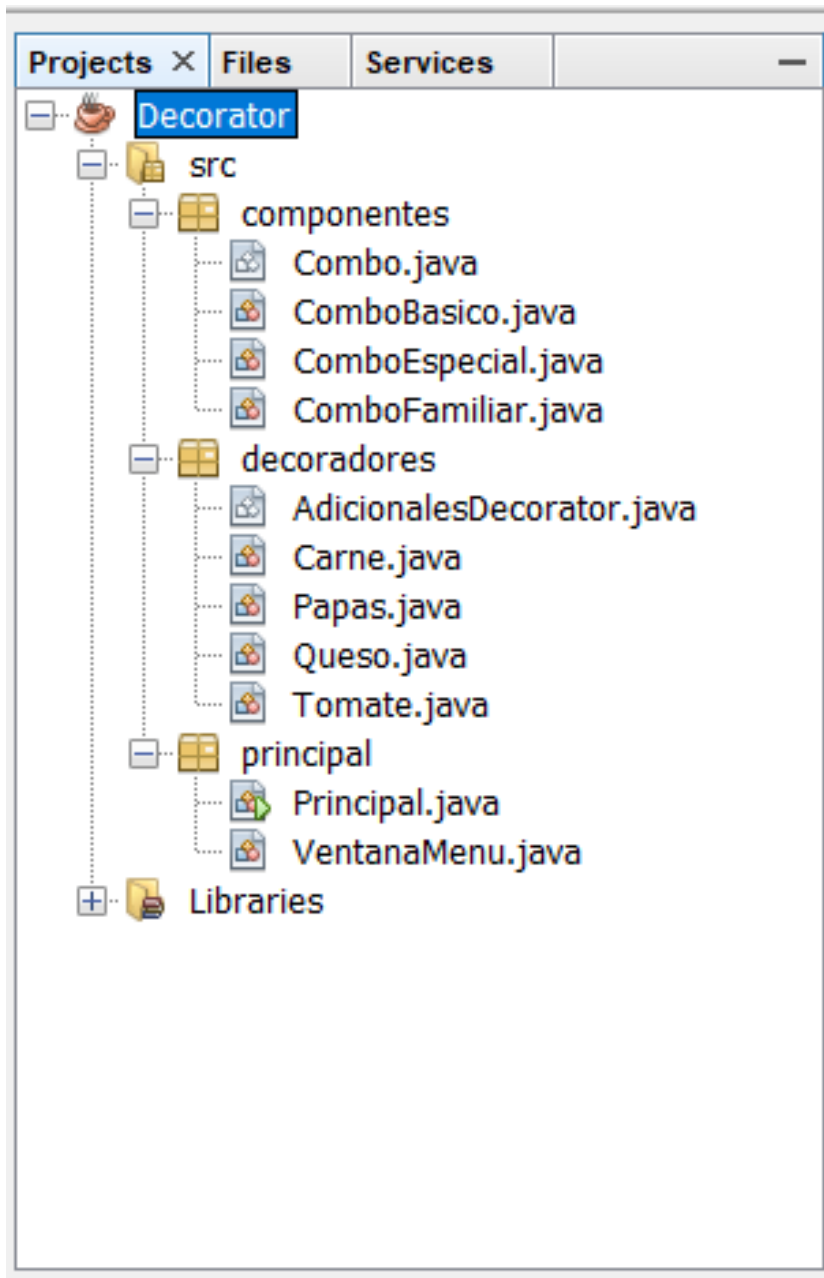 Projects Files Services
Decorator
src
componentes
Combo.java
ComboBasico.java
ComboEspecial.java
ComboFamiliar.java
decoradores
AdicionalesDecorator.java
Carne.java
Papas.java
Queso.java
Tomate.java
principal
Principal.java
VentanaMenu.java
Libraries